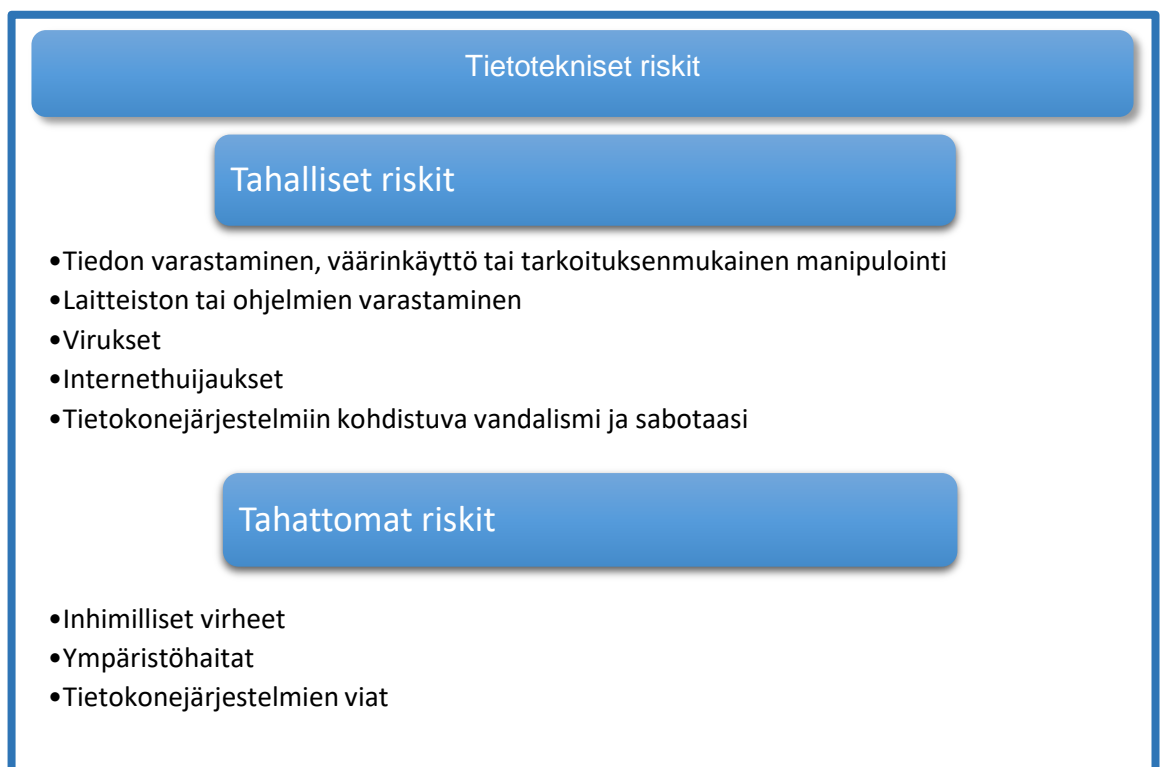 Tietotekniset riskit
Tahalliset riskit
•Tiedon varastaminen, väärinkäyttö tai tarkoituksenmukainen manipulointi
•Laitteiston tai ohjelmien varastaminen
•Virukset
•Internethuijaukset
•Tietokonejärjestelmiin kohdistuva vandalismi ja sabotaasi
Tahattomat riskit
•Inhimilliset virheet
•Ympäristöhaitat
•Tietokonejärjestelmien viat